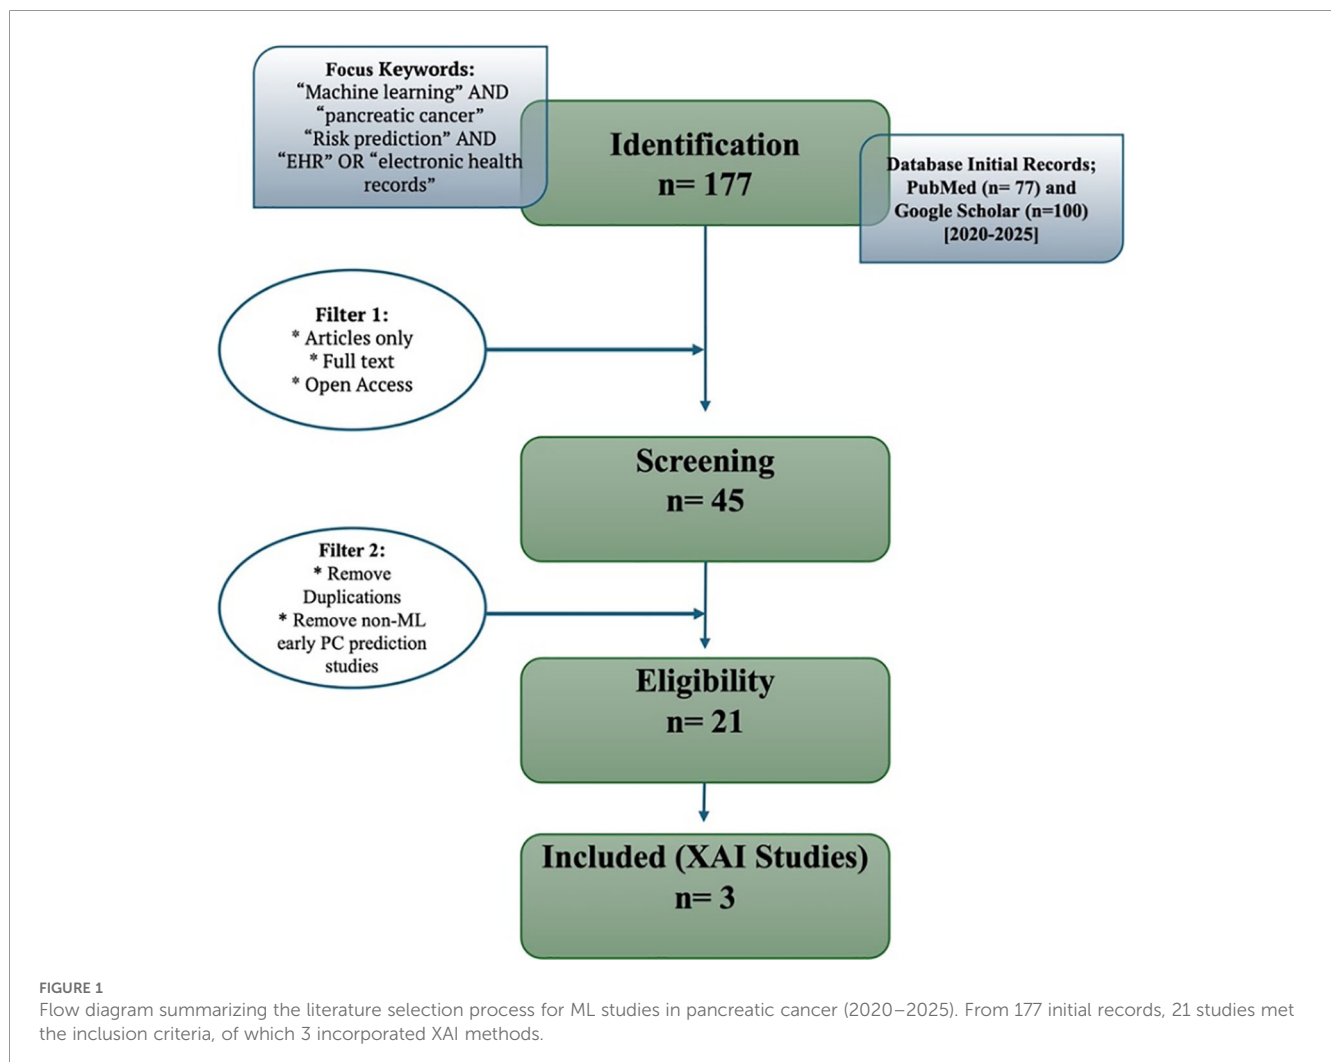 Focus Keywords:
“Machine learning” AND
“pancreatic cancer”
“Risk prediction” AND
“EHR” OR “electronic health
records”
Identification
n= 177
Database Initial Records;
PubMed (n= 77) and
Google Scholar (n=100)
[2020-2025]
Filter 1:
* Articles only
* Full text
* Open Access
Screening
n= 45
Filter 2:
* Remove
Duplications
* Remove non-ML
early PC prediction
studies
Eligibility
n= 21
Included (XAI Studies)
n= 3
FIGURE 1
Flow diagram summarizing the literature selection process for ML studies in pancreatic cancer (2020–2025). From 177 initial records, 21 studies met
the inclusion criteria, of which 3 incorporated XAI methods.